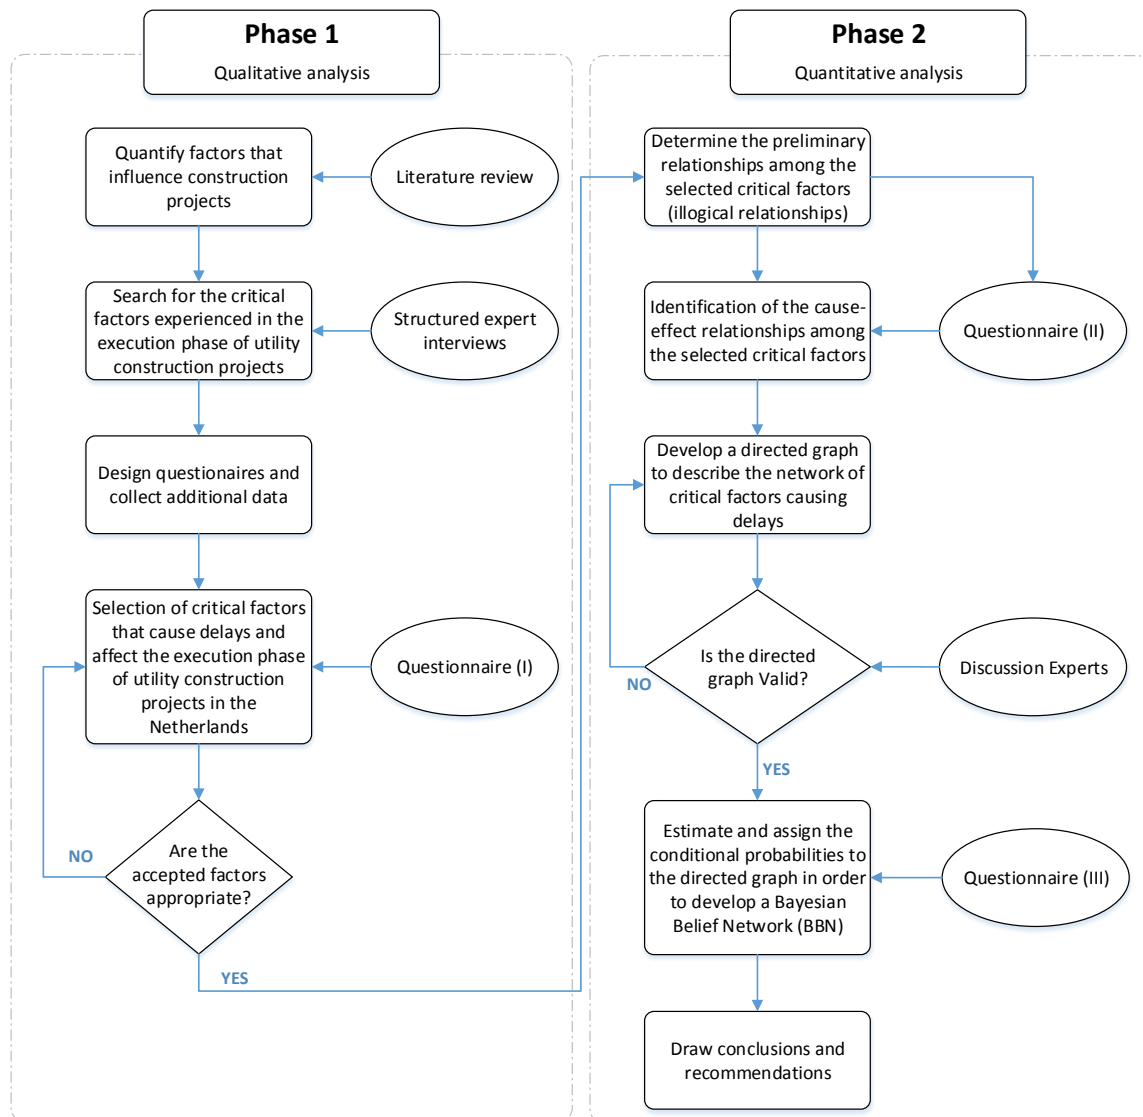 Phase 1
Qualitative analysis
Quantify factors that
influence construction
projects
Literature review
Search for the critical
factors experienced in the
execution phase of utility
construction projects
Structured expert
interviews
Design questionaires and
collect additional data
Selection of critical factors
that cause delays and
affect the execution phase
of utility construction
projects in the
Netherlands
Questionnaire (I)
NO
Are the
accepted factors
appropriate?
YES
Phase 2
Quantitative analysis
Determine the preliminary
relationships among the
selected critical factors
(illogical relationships)
Identification of the cause-
effect relationships among
the selected critical factors
Questionnaire (II)
Develop a directed graph
to describe the network of
critical factors causing
delays
Is the directed
graph Valid?
NO
Discussion Experts
YES
Estimate and assign the
conditional probabilities to
the directed graph in order
to develop a Bayesian
Belief Network (BBN)
Questionnaire (III)
Draw conclusions and
recommendations